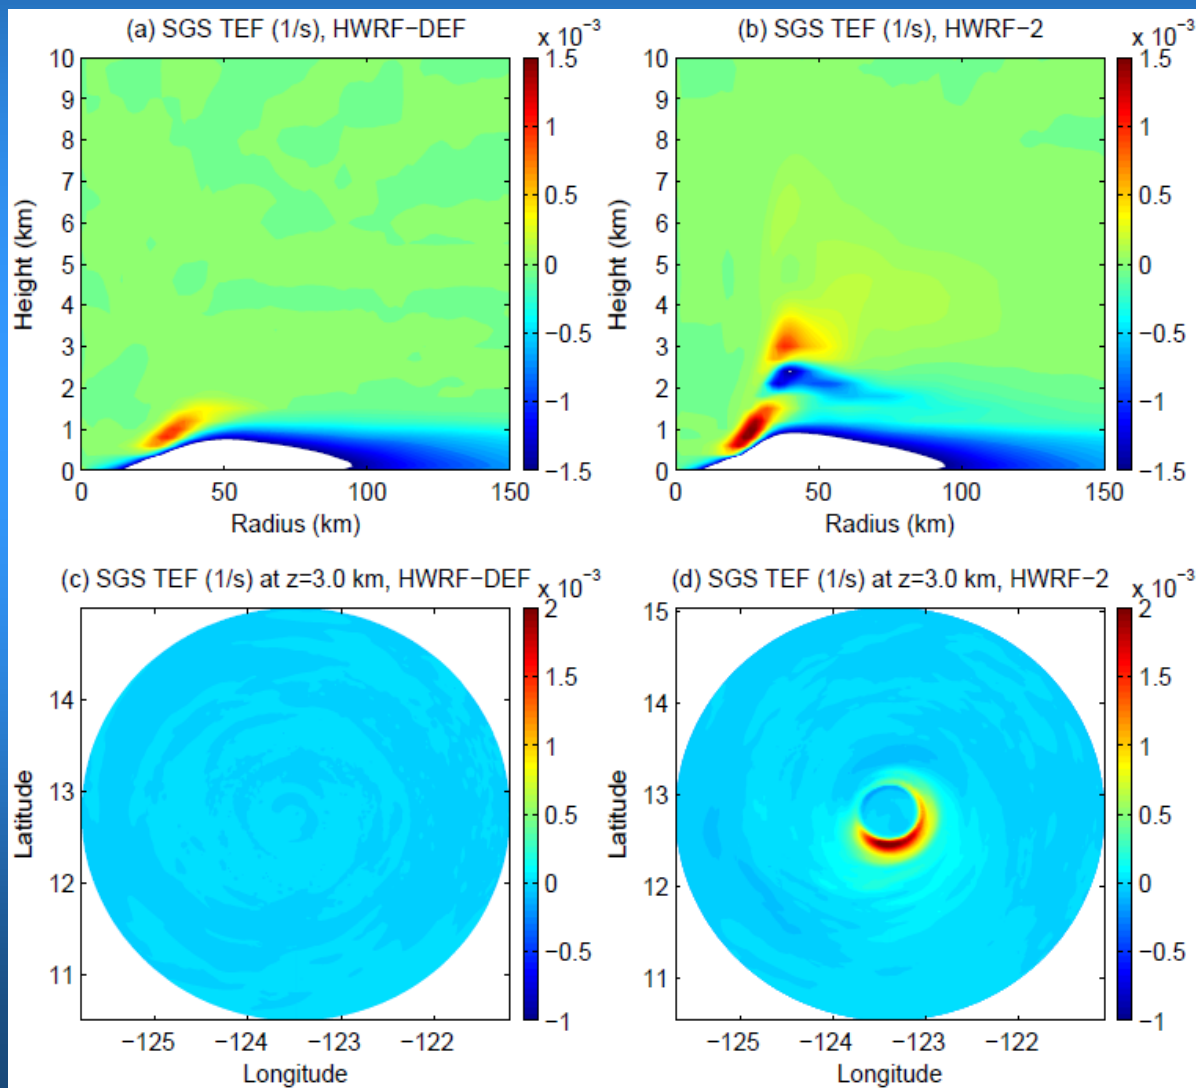 (a) SGS TEF (1/s), HWRF−DEF
x 10−3
10
9
8
7
6
5
4
3
2
1
0
Height (km)
0 50 100 150
Radius (km)
1.5
1
0.5
0
−0.5
−1
−1.5
(b) SGS TEF (1/s), HWRF−2
x 10−3
10
9
8
7
6
5
4
3
2
1
0
Height (km)
0 50 100 150
Radius (km)
1.5
1
0.5
0
−0.5
−1
−1.5
(c) SGS TEF (1/s) at z=3.0 km, HWRF−DEF
x 10−3
14
13
12
11
Latitude
−125 −124 −123 −122
Longitude
2
1.5
1
0.5
0
−0.5
−1
(d) SGS TEF (1/s) at z=3.0 km, HWRF−2
x 10−3
15
14
13
12
11
Latitude
−125 −124 −123 −122
Longitude
2
1.5
1
0.5
0
−0.5
−1